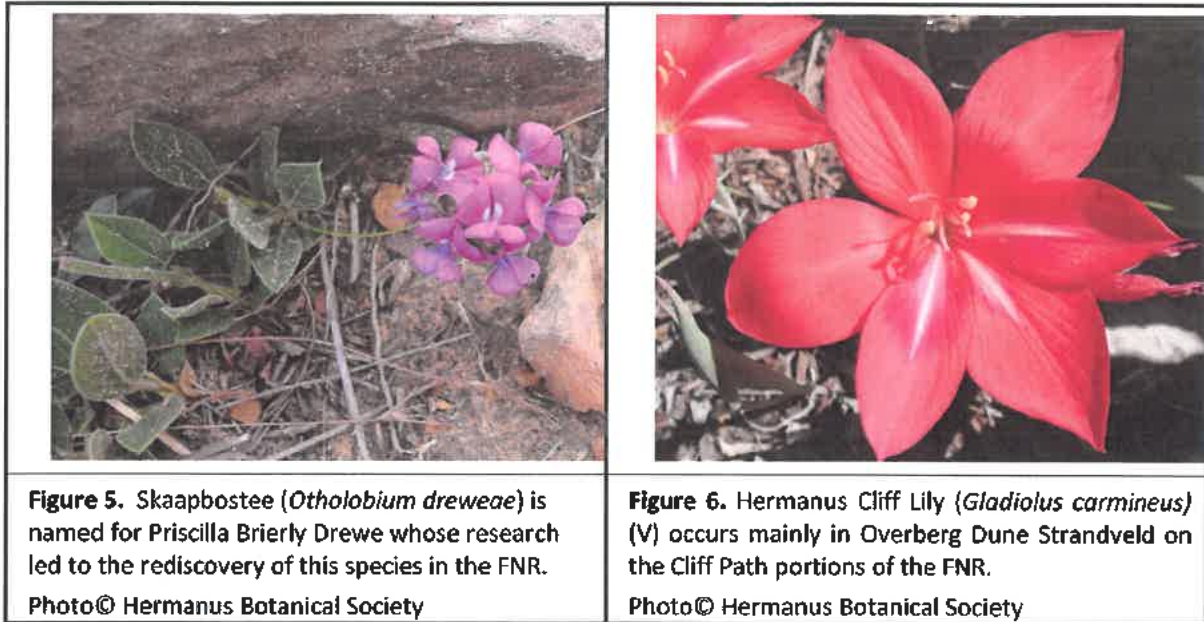 Figure 5. Skaapbostee (Otholobium dreweae) is
named for Priscilla Brierly Drewe whose research
led to the rediscovery of this species in the FNR.
Photo© Hermanus Botanical Society
Figure 6. Hermanus Cliff Lily (Gladiolus carmineus)
(V) occurs mainly in Overberg Dune Strandveld on
the Cliff Path portions of the FNR.
Photo© Hermanus Botanical Society